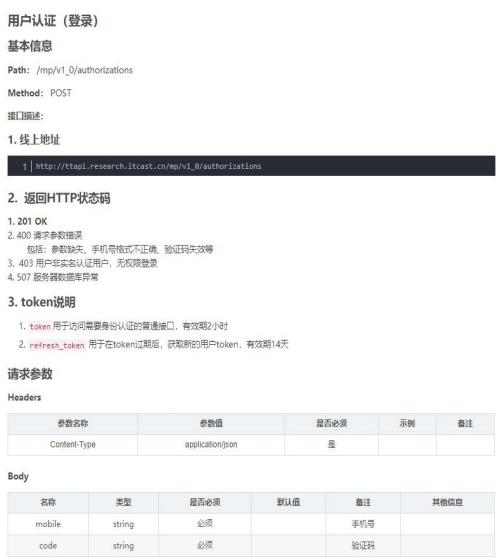 用户认证（登录）
基本信息
Path： /mp/v1_0/authorizations
Method： POST
接口描述：
1. 线上地址
1 http://ttapi.research.itcast.cn/mp/v1_0/authorizations
2. 返回HTTP状态码
1. 201 OK
2. 400 请求参数错误
包括：参数缺失、手机号格式不正确、验证码失效等
3. 403 用户非实名认证用户，无权限登录
4. 507 服务器数据库异常
3. token说明
1. token 用于访问需要身份认证的普通接口，有效期2小时
2. refresh_token 用于在token过期后，获取新的用户token，有效期14天
请求参数
Headers
参数名称 参数值 是否必须 示例 备注
Content-Type application/json 是
Body
名称 类型 是否必须 默认值 备注 其他信息
mobile string 必须 手机号
code string 必须 验证码